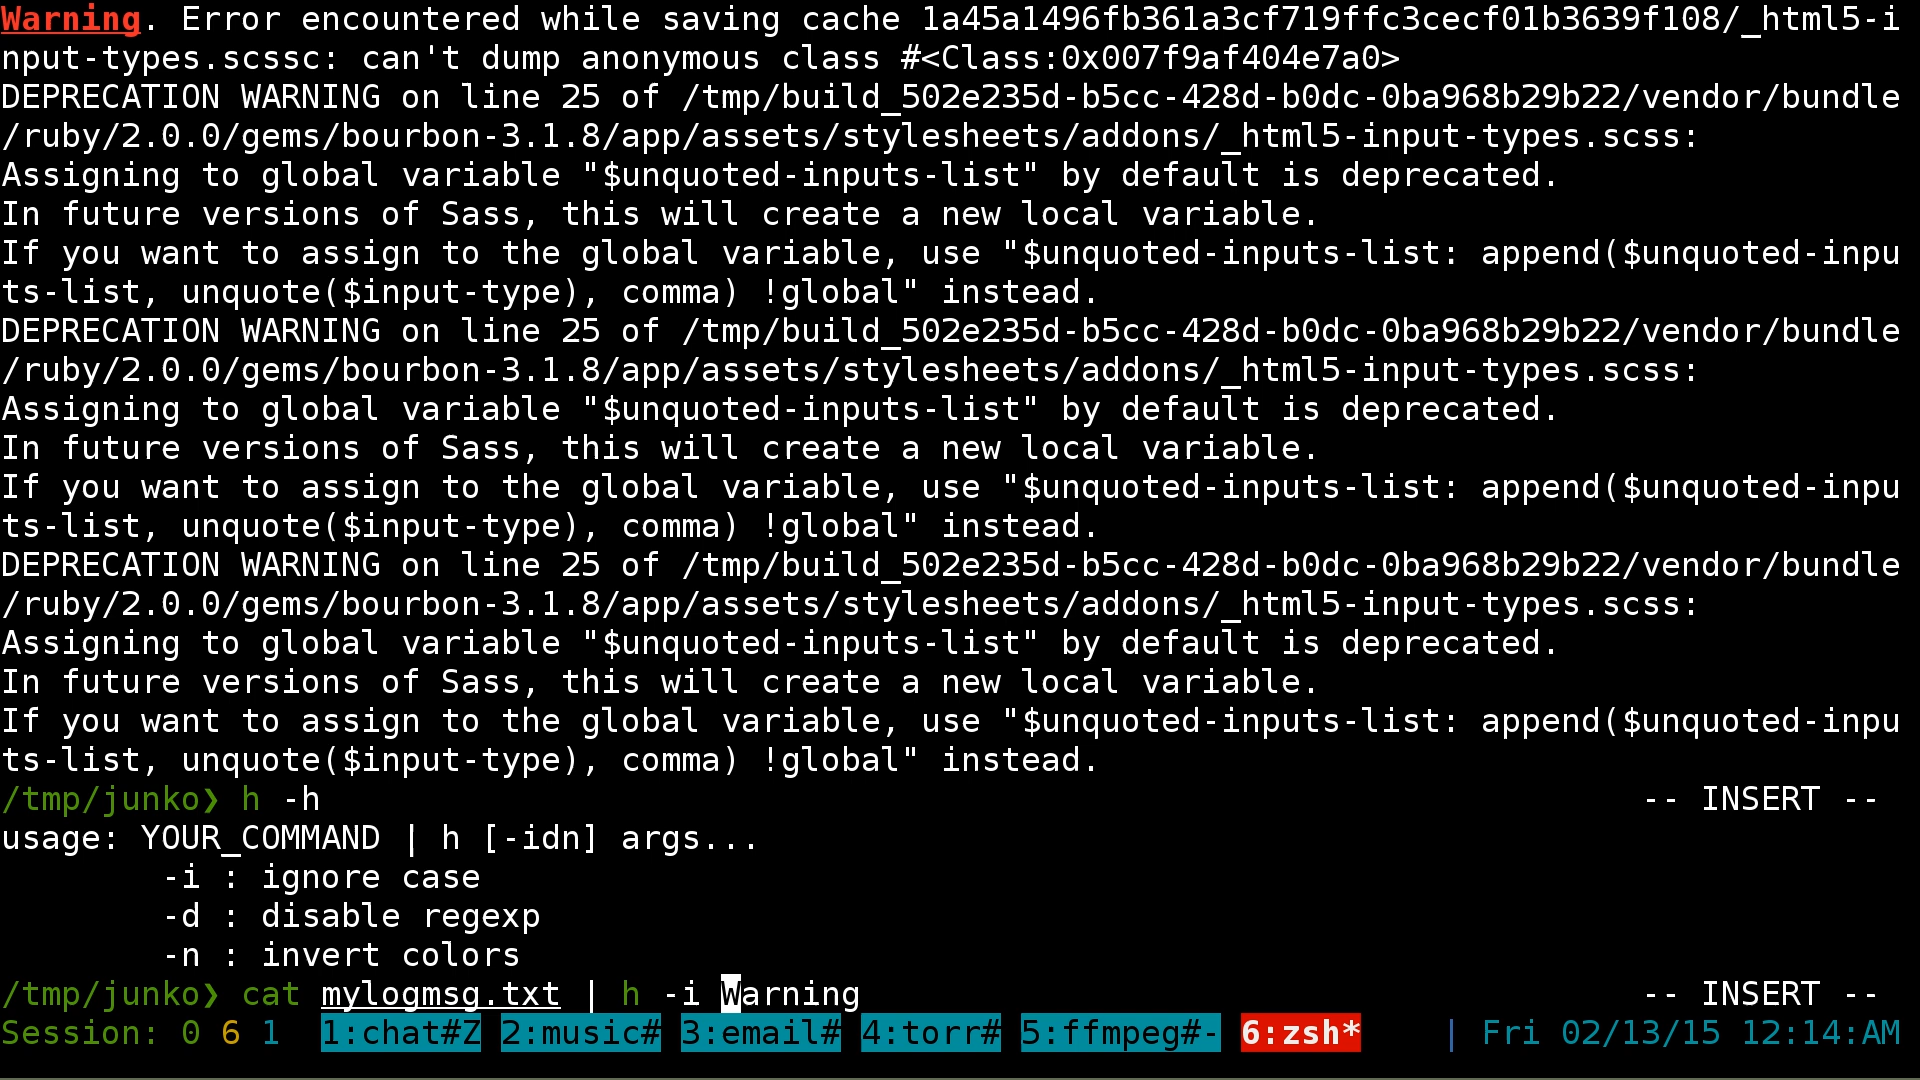 Warning. Error encountered while saving cache 1a45a1496fb361a3cf719ffc3cecf01b3639f108/_html5-i
nput-types.scssc: can't dump anonymous class #<Class:0x007f9af404e7a0>
DEPRECATION WARNING on line 25 of /tmp/build_502e235d-b5cc-428d-b0dc-0ba968b29b22/vendor/bundle
/ruby/2.0.0/gems/bourbon-3.1.8/app/assets/stylesheets/addons/_html5-input-types.scss:
Assigning to global variable "$unquoted-inputs-list" by default is deprecated.
In future versions of Sass, this will create a new local variable.
If you want to assign to the global variable, use "$unquoted-inputs-list: append($unquoted-inpu
ts-list, unquote($input-type), comma) !global" instead.
DEPRECATION WARNING on line 25 of /tmp/build_502e235d-b5cc-428d-b0dc-0ba968b29b22/vendor/bundle
/ruby/2.0.0/gems/bourbon-3.1.8/app/assets/stylesheets/addons/_html5-input-types.scss:
Assigning to global variable "$unquoted-inputs-list" by default is deprecated.
In future versions of Sass, this will create a new local variable.
If you want to assign to the global variable, use "$unquoted-inputs-list: append($unquoted-inpu
ts-list, unquote($input-type), comma) !global" instead.
DEPRECATION WARNING on line 25 of /tmp/build_502e235d-b5cc-428d-b0dc-0ba968b29b22/vendor/bundle
/ruby/2.0.0/gems/bourbon-3.1.8/app/assets/stylesheets/addons/_html5-input-types.scss:
Assigning to global variable "$unquoted-inputs-list" by default is deprecated.
In future versions of Sass, this will create a new local variable.
If you want to assign to the global variable, use "$unquoted-inputs-list: append($unquoted-inpu
ts-list, unquote($input-type), comma) !global" instead.
/tmp/junko❯ h -h -- INSERT --
usage: YOUR_COMMAND | h [-idn] args...
-i : ignore case
-d : disable regexp
-n : invert colors
/tmp/junko❯ cat mylogmsg.txt | h -i Warning -- INSERT --
Session: 0 6 1 1:chat#Z 2:music# 3:email# 4:torr# 5:ffmpeg#- 6:zsh* | Fri 02/13/15 12:14:AM